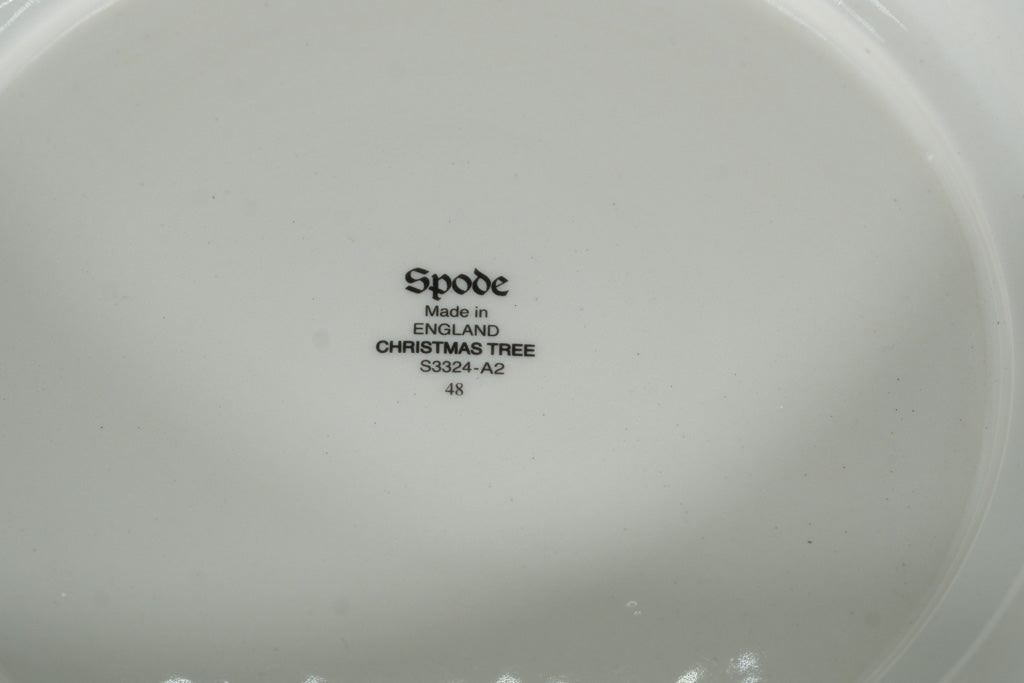 Spode
Made in
ENGLAND
CHRISTMAS TREE
S3324-A2
48